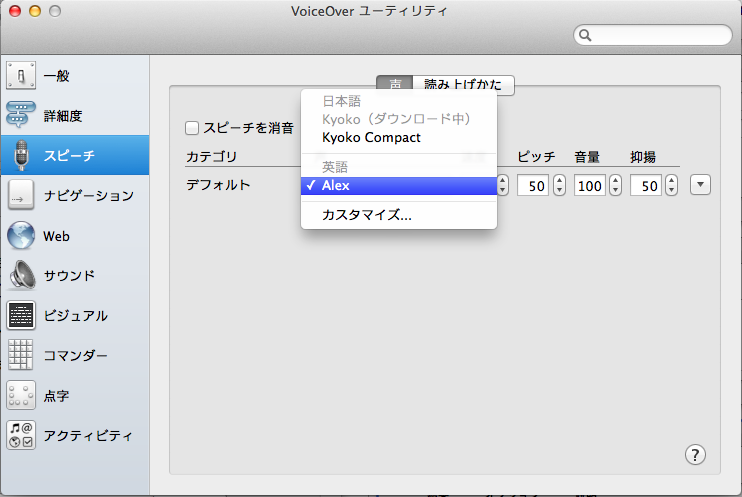 VoiceOver ユーティリティ
一般
詳細度
スピーチ
ナビゲーション
Web
サウンド
ビジュアル
コマンダー
点字
アクティビティ
声 読み上げかた
スピーチを消音
カテゴリ ピッチ 音量 抑揚
デフォルト 50 100 50
日本語
Kyoko（ダウンロード中）
Kyoko Compact
英語
✓ Alex
カスタマイズ...
?